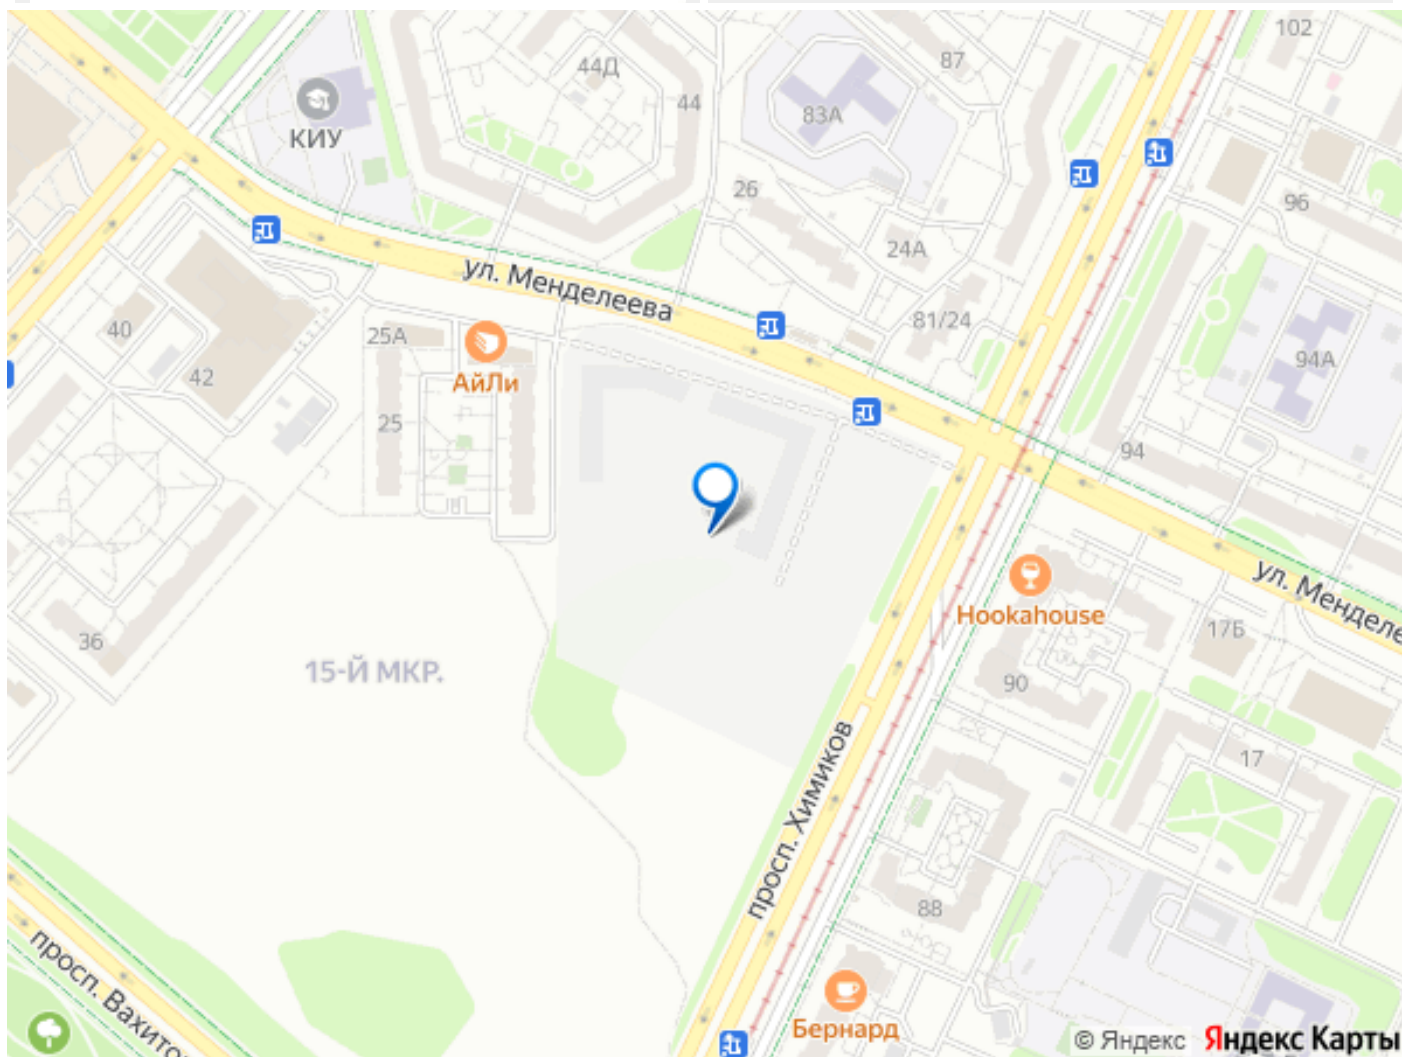 102
87
44Д
44
83А
КИУ
26
96
24А
ул. Менделеева
81/24
40
25А
АйЛи
42
94А
25
94
ул. Менделе
Hookahouse
17Б
36
15-Й МКР.
90
17
просп. Химиков
88
просп. Вахито
Бернард
© Яндекс Яндекс Карты